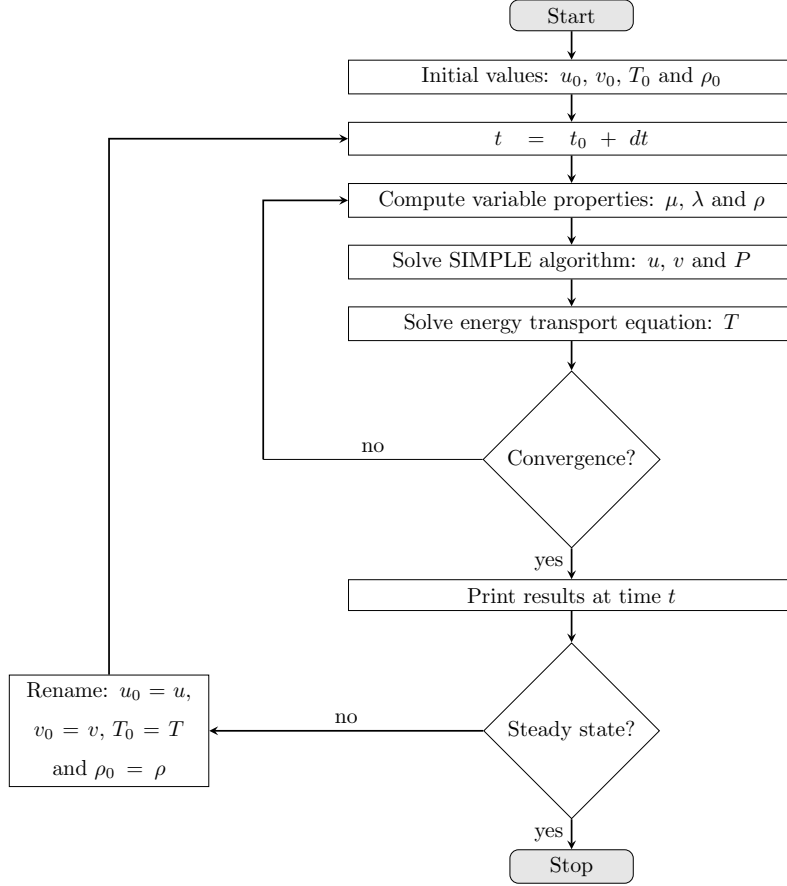 Start
Initial values: u₀, v₀, T₀ and ρ₀
t = t₀ + dt
Compute variable properties: μ, λ and ρ
Solve SIMPLE algorithm: u, v and P
Solve energy transport equation: T
Convergence?
no
yes
Print results at time t
Steady state?
no
Rename: u₀ = u,
v₀ = v, T₀ = T
and ρ₀ = ρ
yes
Stop